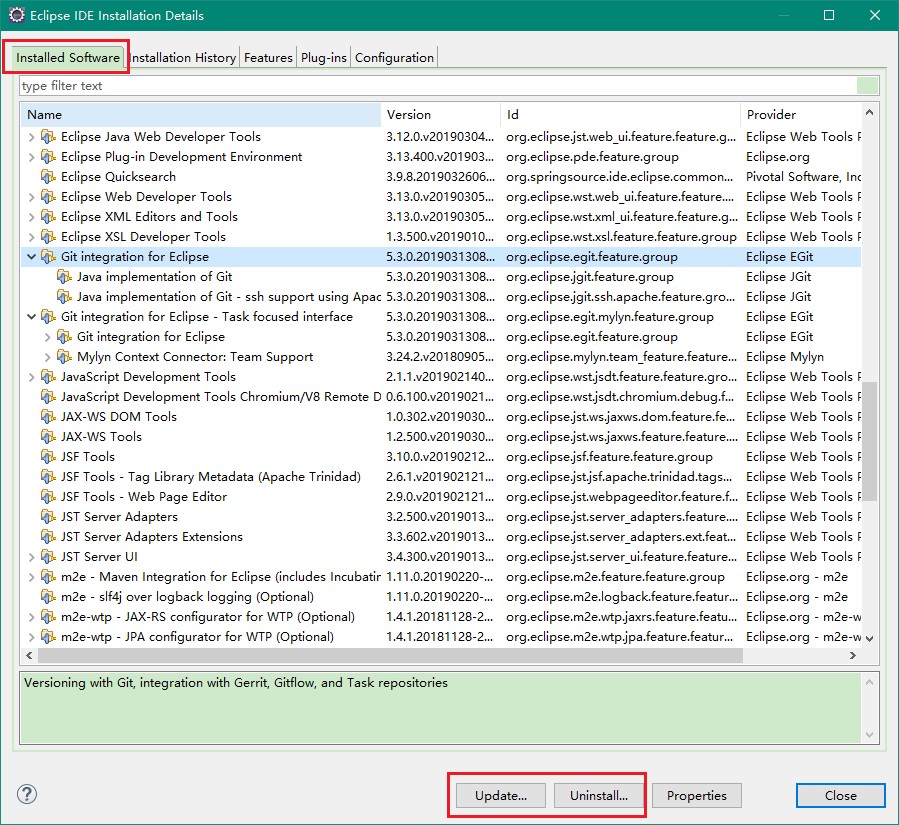 Eclipse IDE Installation Details
Installed Software Installation History Features Plug-ins Configuration
type filter text
Name Version Id Provider
Eclipse Java Web Developer Tools 3.12.0.v20190304... org.eclipse.jst.web_ui.feature.feature.g... Eclipse Web Tools P
Eclipse Plug-in Development Environment 3.13.400.v201903... org.eclipse.pde.feature.group Eclipse.org
Eclipse Quicksearch 3.9.8.2019032606... org.springsource.ide.eclipse.common... Pivotal Software, Inc
Eclipse Web Developer Tools 3.13.0.v20190305... org.eclipse.wst.web_ui.feature.feature.... Eclipse Web Tools P
Eclipse XML Editors and Tools 3.13.0.v20190305... org.eclipse.wst.xml_ui.feature.feature.g... Eclipse Web Tools P
Eclipse XSL Developer Tools 1.3.500.v2019010... org.eclipse.wst.xsl.feature.feature.group Eclipse Web Tools P
Git integration for Eclipse 5.3.0.2019031308... org.eclipse.egit.feature.group Eclipse EGit
Java implementation of Git 5.3.0.2019031308... org.eclipse.jgit.feature.group Eclipse JGit
Java implementation of Git - ssh support using Apac 5.3.0.2019031308... org.eclipse.jgit.ssh.apache.feature.gro... Eclipse JGit
Git integration for Eclipse - Task focused interface 5.3.0.2019031308... org.eclipse.egit.mylyn.feature.group Eclipse EGit
Git integration for Eclipse 5.3.0.2019031308... org.eclipse.egit.feature.group Eclipse EGit
Mylyn Context Connector: Team Support 3.24.2.v20180905... org.eclipse.mylyn.team_feature.feature... Eclipse Mylyn
JavaScript Development Tools 2.1.1.v201902140... org.eclipse.wst.jsdt.feature.feature.gro... Eclipse Web Tools P
JavaScript Development Tools Chromium/V8 Remote D 0.6.100.v2019021... org.eclipse.wst.jsdt.chromium.debug.f... Eclipse Web Tools P
JAX-WS DOM Tools 1.0.302.v2019030... org.eclipse.jst.ws.jaxws.dom.feature.fe... Eclipse Web Tools P
JAX-WS Tools 1.2.500.v2019030... org.eclipse.jst.ws.jaxws.feature.feature... Eclipse Web Tools P
JSF Tools 3.10.0.v20190212... org.eclipse.jsf.feature.feature.group Eclipse Web Tools P
JSF Tools - Tag Library Metadata (Apache Trinidad) 2.6.1.v201902121... org.eclipse.jst.jsf.apache.trinidad.tags... Eclipse Web Tools P
JSF Tools - Web Page Editor 2.9.0.v201902121... org.eclipse.jst.webpageeditor.feature.f... Eclipse Web Tools P
JST Server Adapters 3.2.500.v2019013... org.eclipse.jst.server_adapters.feature.... Eclipse Web Tools P
JST Server Adapters Extensions 3.3.602.v2019013... org.eclipse.jst.server_adapters.ext.feat... Eclipse Web Tools P
JST Server UI 3.4.300.v2019013... org.eclipse.jst.server_ui.feature.feature... Eclipse Web Tools P
m2e - Maven Integration for Eclipse (includes Incubatin 1.11.0.20190220-... org.eclipse.m2e.feature.feature.group Eclipse.org - m2e
m2e - slf4j over logback logging (Optional) 1.11.0.20190220-... org.eclipse.m2e.logback.feature.featu... Eclipse.org - m2e
m2e-wtp - JAX-RS configurator for WTP (Optional) 1.4.1.20181128-2... org.eclipse.m2e.wtp.jaxrs.feature.featu... Eclipse.org - m2e-w
m2e-wtp - JPA configurator for WTP (Optional) 1.4.1.20181128-2... org.eclipse.m2e.wtp.jpa.feature.featur... Eclipse.org - m2e-w
Versioning with Git, integration with Gerrit, Gitflow, and Task repositories
Update... Uninstall... Properties Close